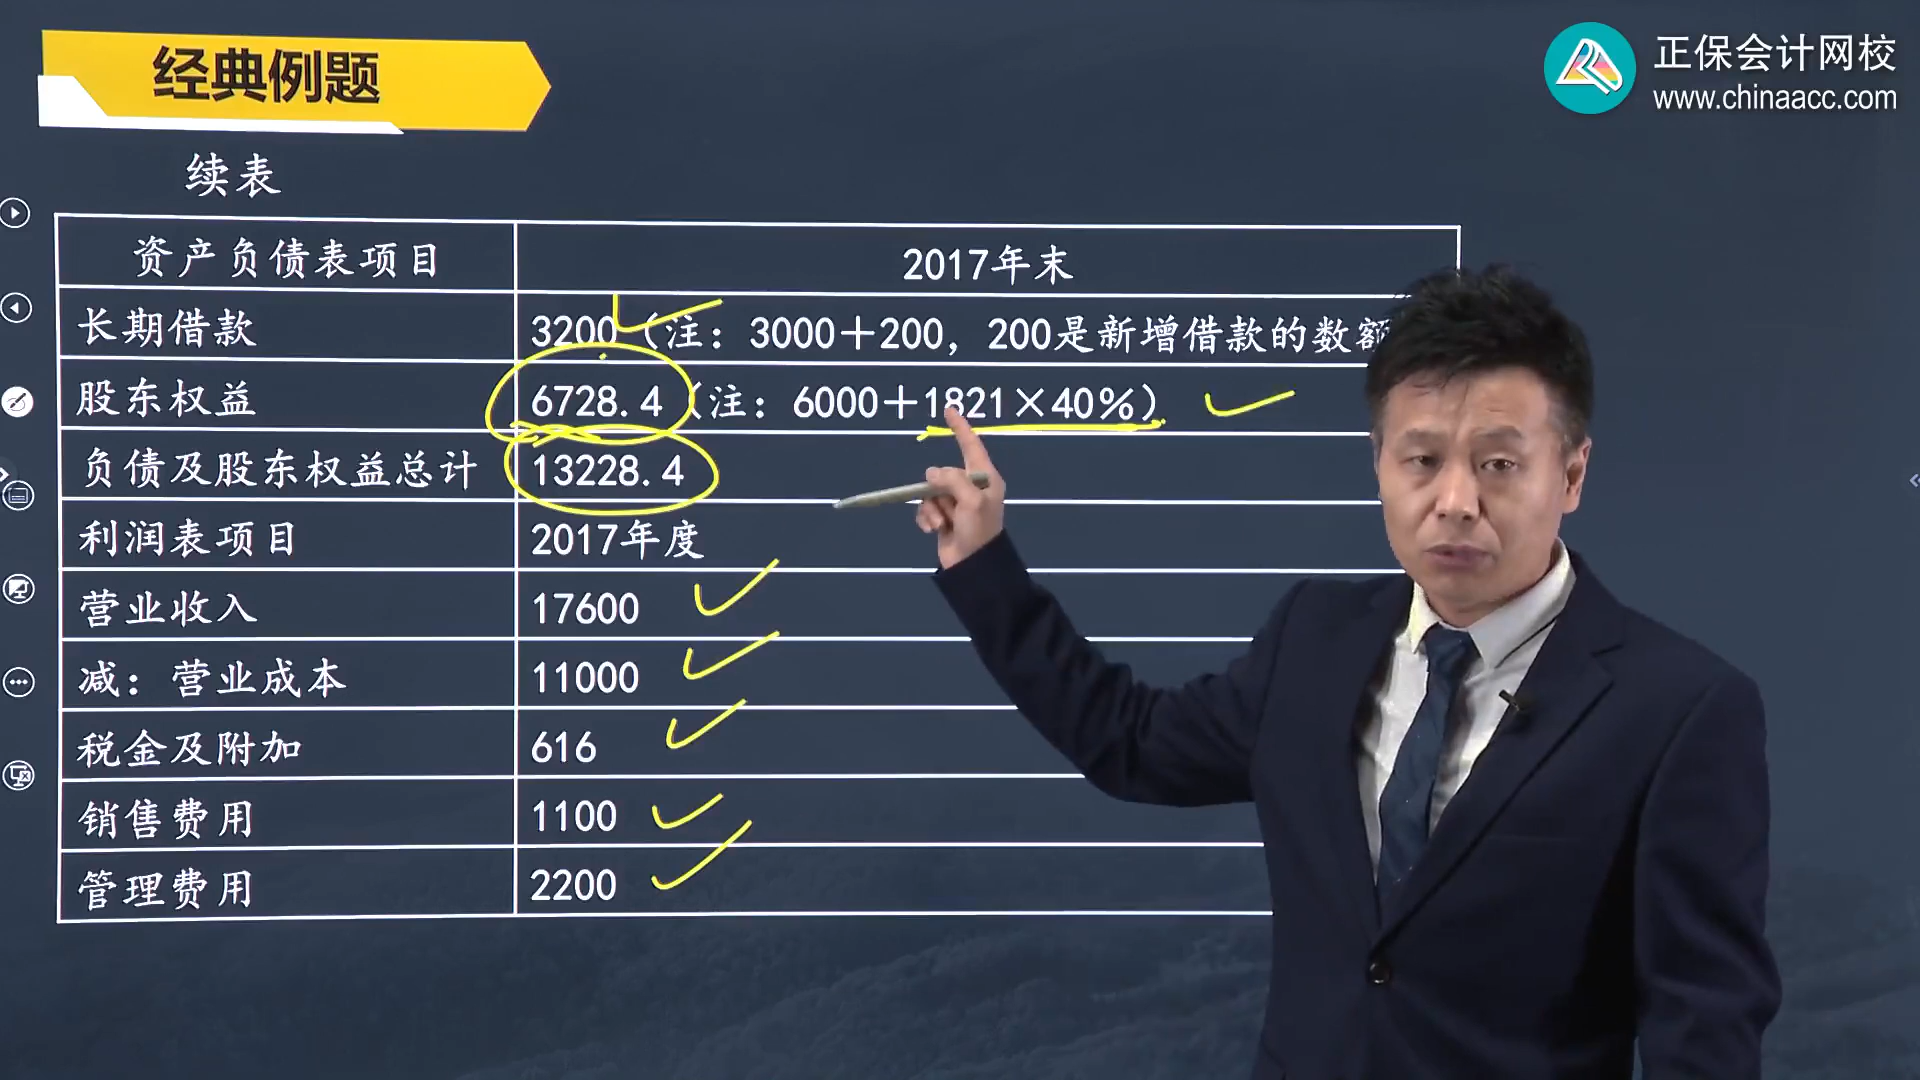 经典例题
正保会计网校
www.chinaacc.com
续表
资产负债表项目 2017年末
长期借款 3200（注：3000＋200，200是新增借款的数额
股东权益 6728.4（注：6000＋1821×40%）
负债及股东权益总计 13228.4
利润表项目 2017年度
营业收入 17600
减：营业成本 11000
税金及附加 616
销售费用 1100
管理费用 2200